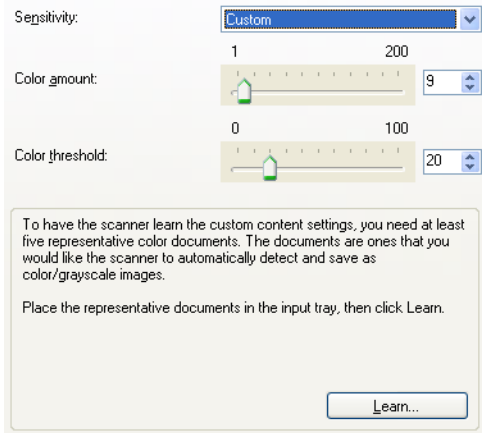 Sensitivity: Custom
1 200
Color amount: 9
0 100
Color threshold: 20
To have the scanner learn the custom content settings, you need at least
five representative color documents. The documents are ones that you
would like the scanner to automatically detect and save as
color/grayscale images.
Place the representative documents in the input tray, then click Learn.
Learn...